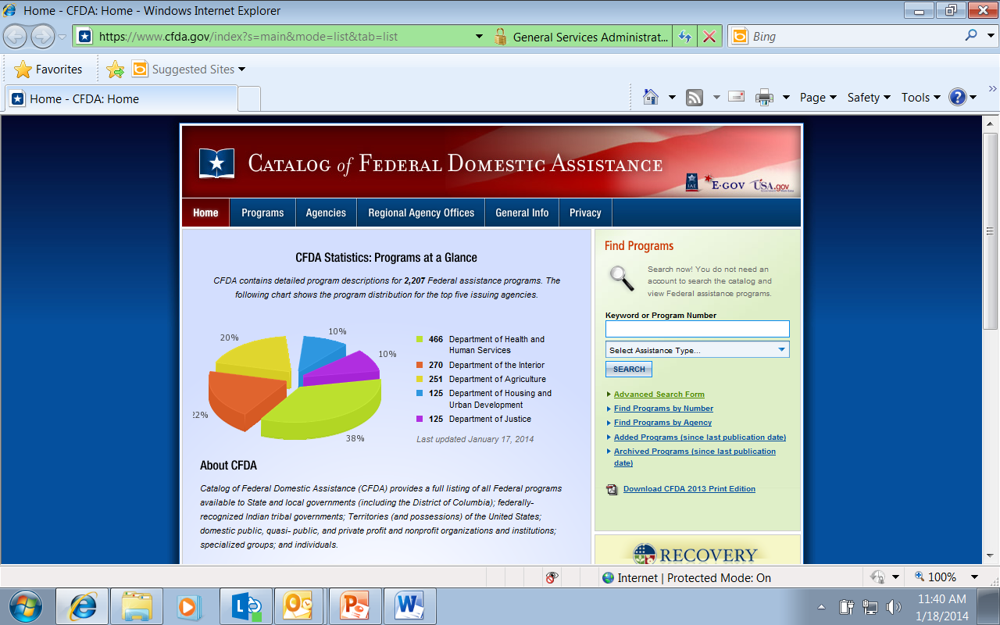 Home - CFDA: Home - Windows Internet Explorer
https://www.cfda.gov/index?s=main&mode=list&tab=list
General Services Administrat...
Bing
Favorites
Suggested Sites
Home - CFDA: Home
Page
Safety
Tools
CATALOG of FEDERAL DOMESTIC ASSISTANCE
IAE
E-GOV
USA.gov
Home
Programs
Agencies
Regional Agency Offices
General Info
Privacy
CFDA Statistics: Programs at a Glance
CFDA contains detailed program descriptions for 2,207 Federal assistance programs. The
following chart shows the program distribution for the top five issuing agencies.
20%
10%
10%
22%
38%
466 Department of Health and
Human Services
270 Department of the Interior
251 Department of Agriculture
125 Department of Housing and
Urban Development
125 Department of Justice
Last updated January 17, 2014
About CFDA
Catalog of Federal Domestic Assistance (CFDA) provides a full listing of all Federal programs
available to State and local governments (including the District of Columbia); federally-
recognized Indian tribal governments; Territories (and possessions) of the United States;
domestic public, quasi- public, and private profit and nonprofit organizations and institutions;
specialized groups; and individuals.
Find Programs
Search now! You do not need an
account to search the catalog and
view Federal assistance programs.
Keyword or Program Number
Select Assistance Type...
SEARCH
Advanced Search Form
Find Programs by Number
Find Programs by Agency
Added Programs (since last publication date)
Archived Programs (since last publication
date)
Download CFDA 2013 Print Edition
RECOVERY
Internet | Protected Mode: On
100%
11:40 AM
1/18/2014